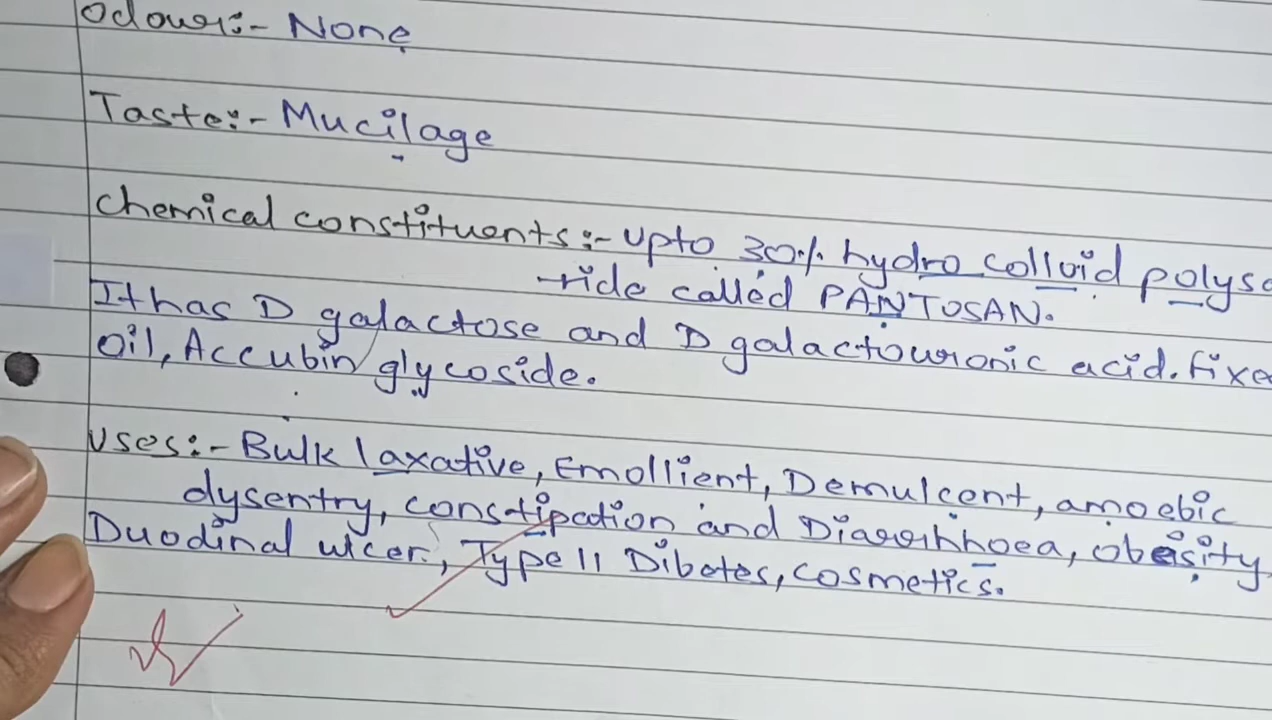 Odour:- None
Taste:- Mucilage
Chemical constituents:- upto 30% hydro colloid polysa
-ride called PANTOSAN.
It has D galactose and D galactouronic acid. Fixe
Oil, Accubin glycoside.
Uses:- Bulk laxative, Emollient, Demulcent, amoebic
dysentry, constipation and Diarrhhoea, obesity
Duodinal ulcer, Type 11 Dibetes, cosmetics.